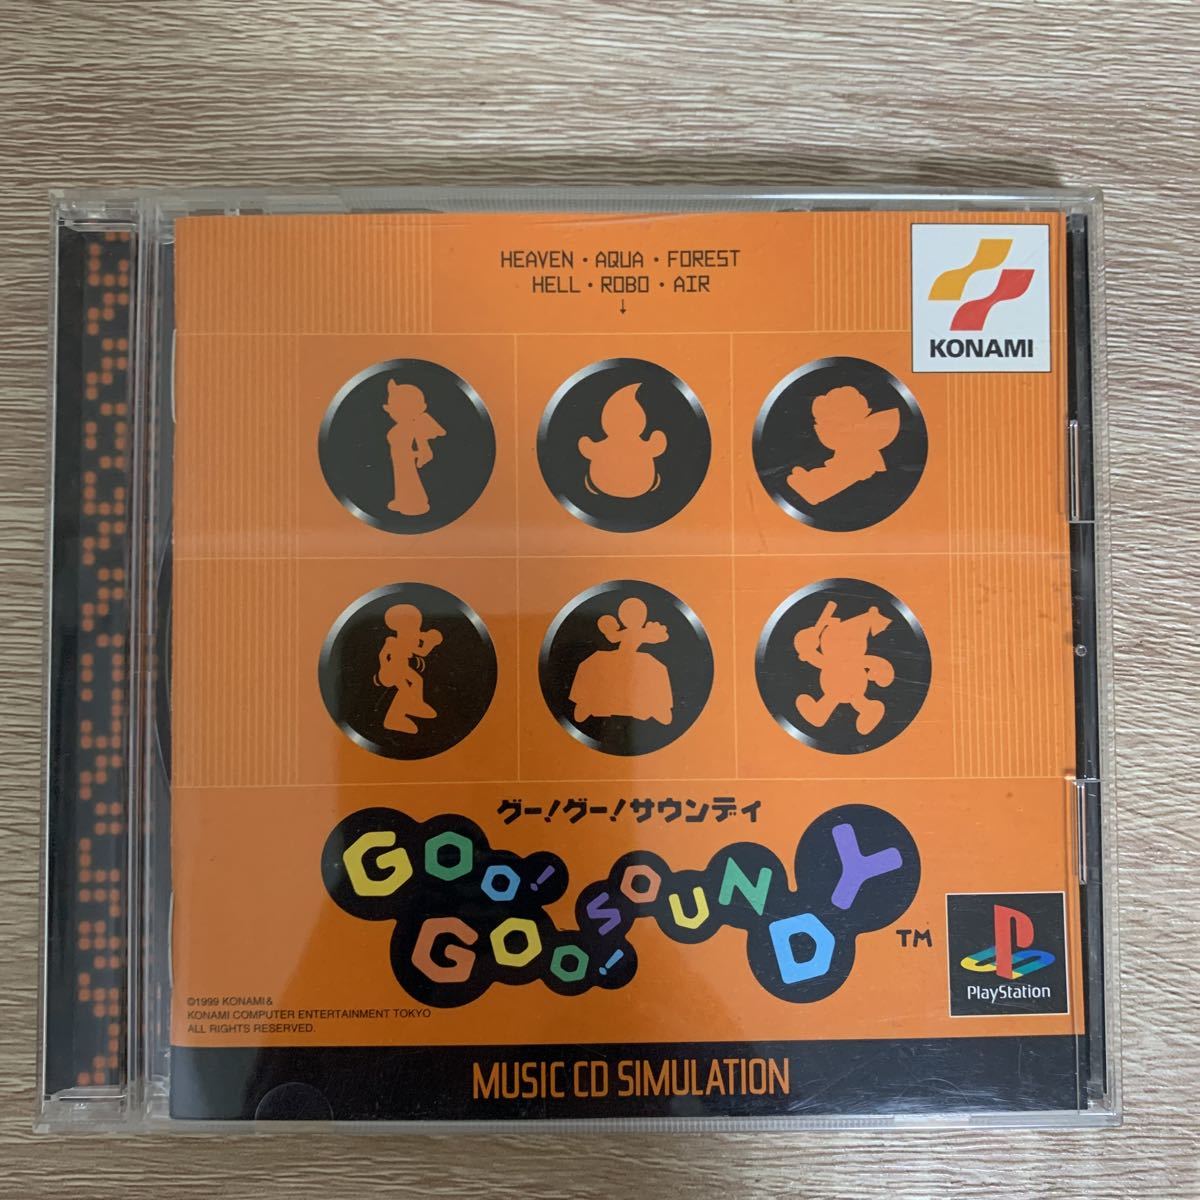 HEAVEN・AQUA・FOREST
HELL・ROBO・AIR
↓
KONAMI
グー!グー!サウンディ
GOO!
GOO!SOUNDY
TM
PlayStation
©1999 KONAMI &
KONAMI COMPUTER ENTERTAINMENT TOKYO
ALL RIGHTS RESERVED.
MUSIC CD SIMULATION